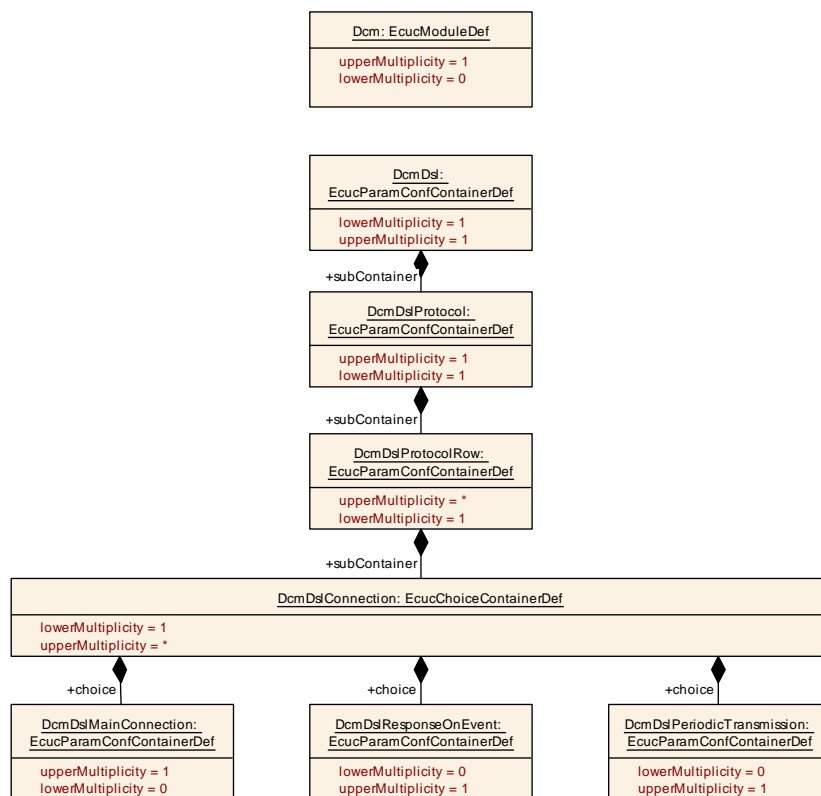 Dcm: EcucModuleDef
upperMultiplicity = 1
lowerMultiplicity = 0
DcmDsl:
EcucParamConfContainerDef
lowerMultiplicity = 1
upperMultiplicity = 1
+subContainer
DcmDslProtocol:
EcucParamConfContainerDef
upperMultiplicity = 1
lowerMultiplicity = 1
+subContainer
DcmDslProtocolRow:
EcucParamConfContainerDef
upperMultiplicity = *
lowerMultiplicity = 1
+subContainer
DcmDslConnection: EcucChoiceContainerDef
lowerMultiplicity = 1
upperMultiplicity = *
+choice
+choice
+choice
DcmDslMainConnection:
EcucParamConfContainerDef
upperMultiplicity = 1
lowerMultiplicity = 0
DcmDslResponseOnEvent:
EcucParamConfContainerDef
lowerMultiplicity = 0
upperMultiplicity = 1
DcmDslPeriodicTransmission:
EcucParamConfContainerDef
lowerMultiplicity = 0
upperMultiplicity = 1